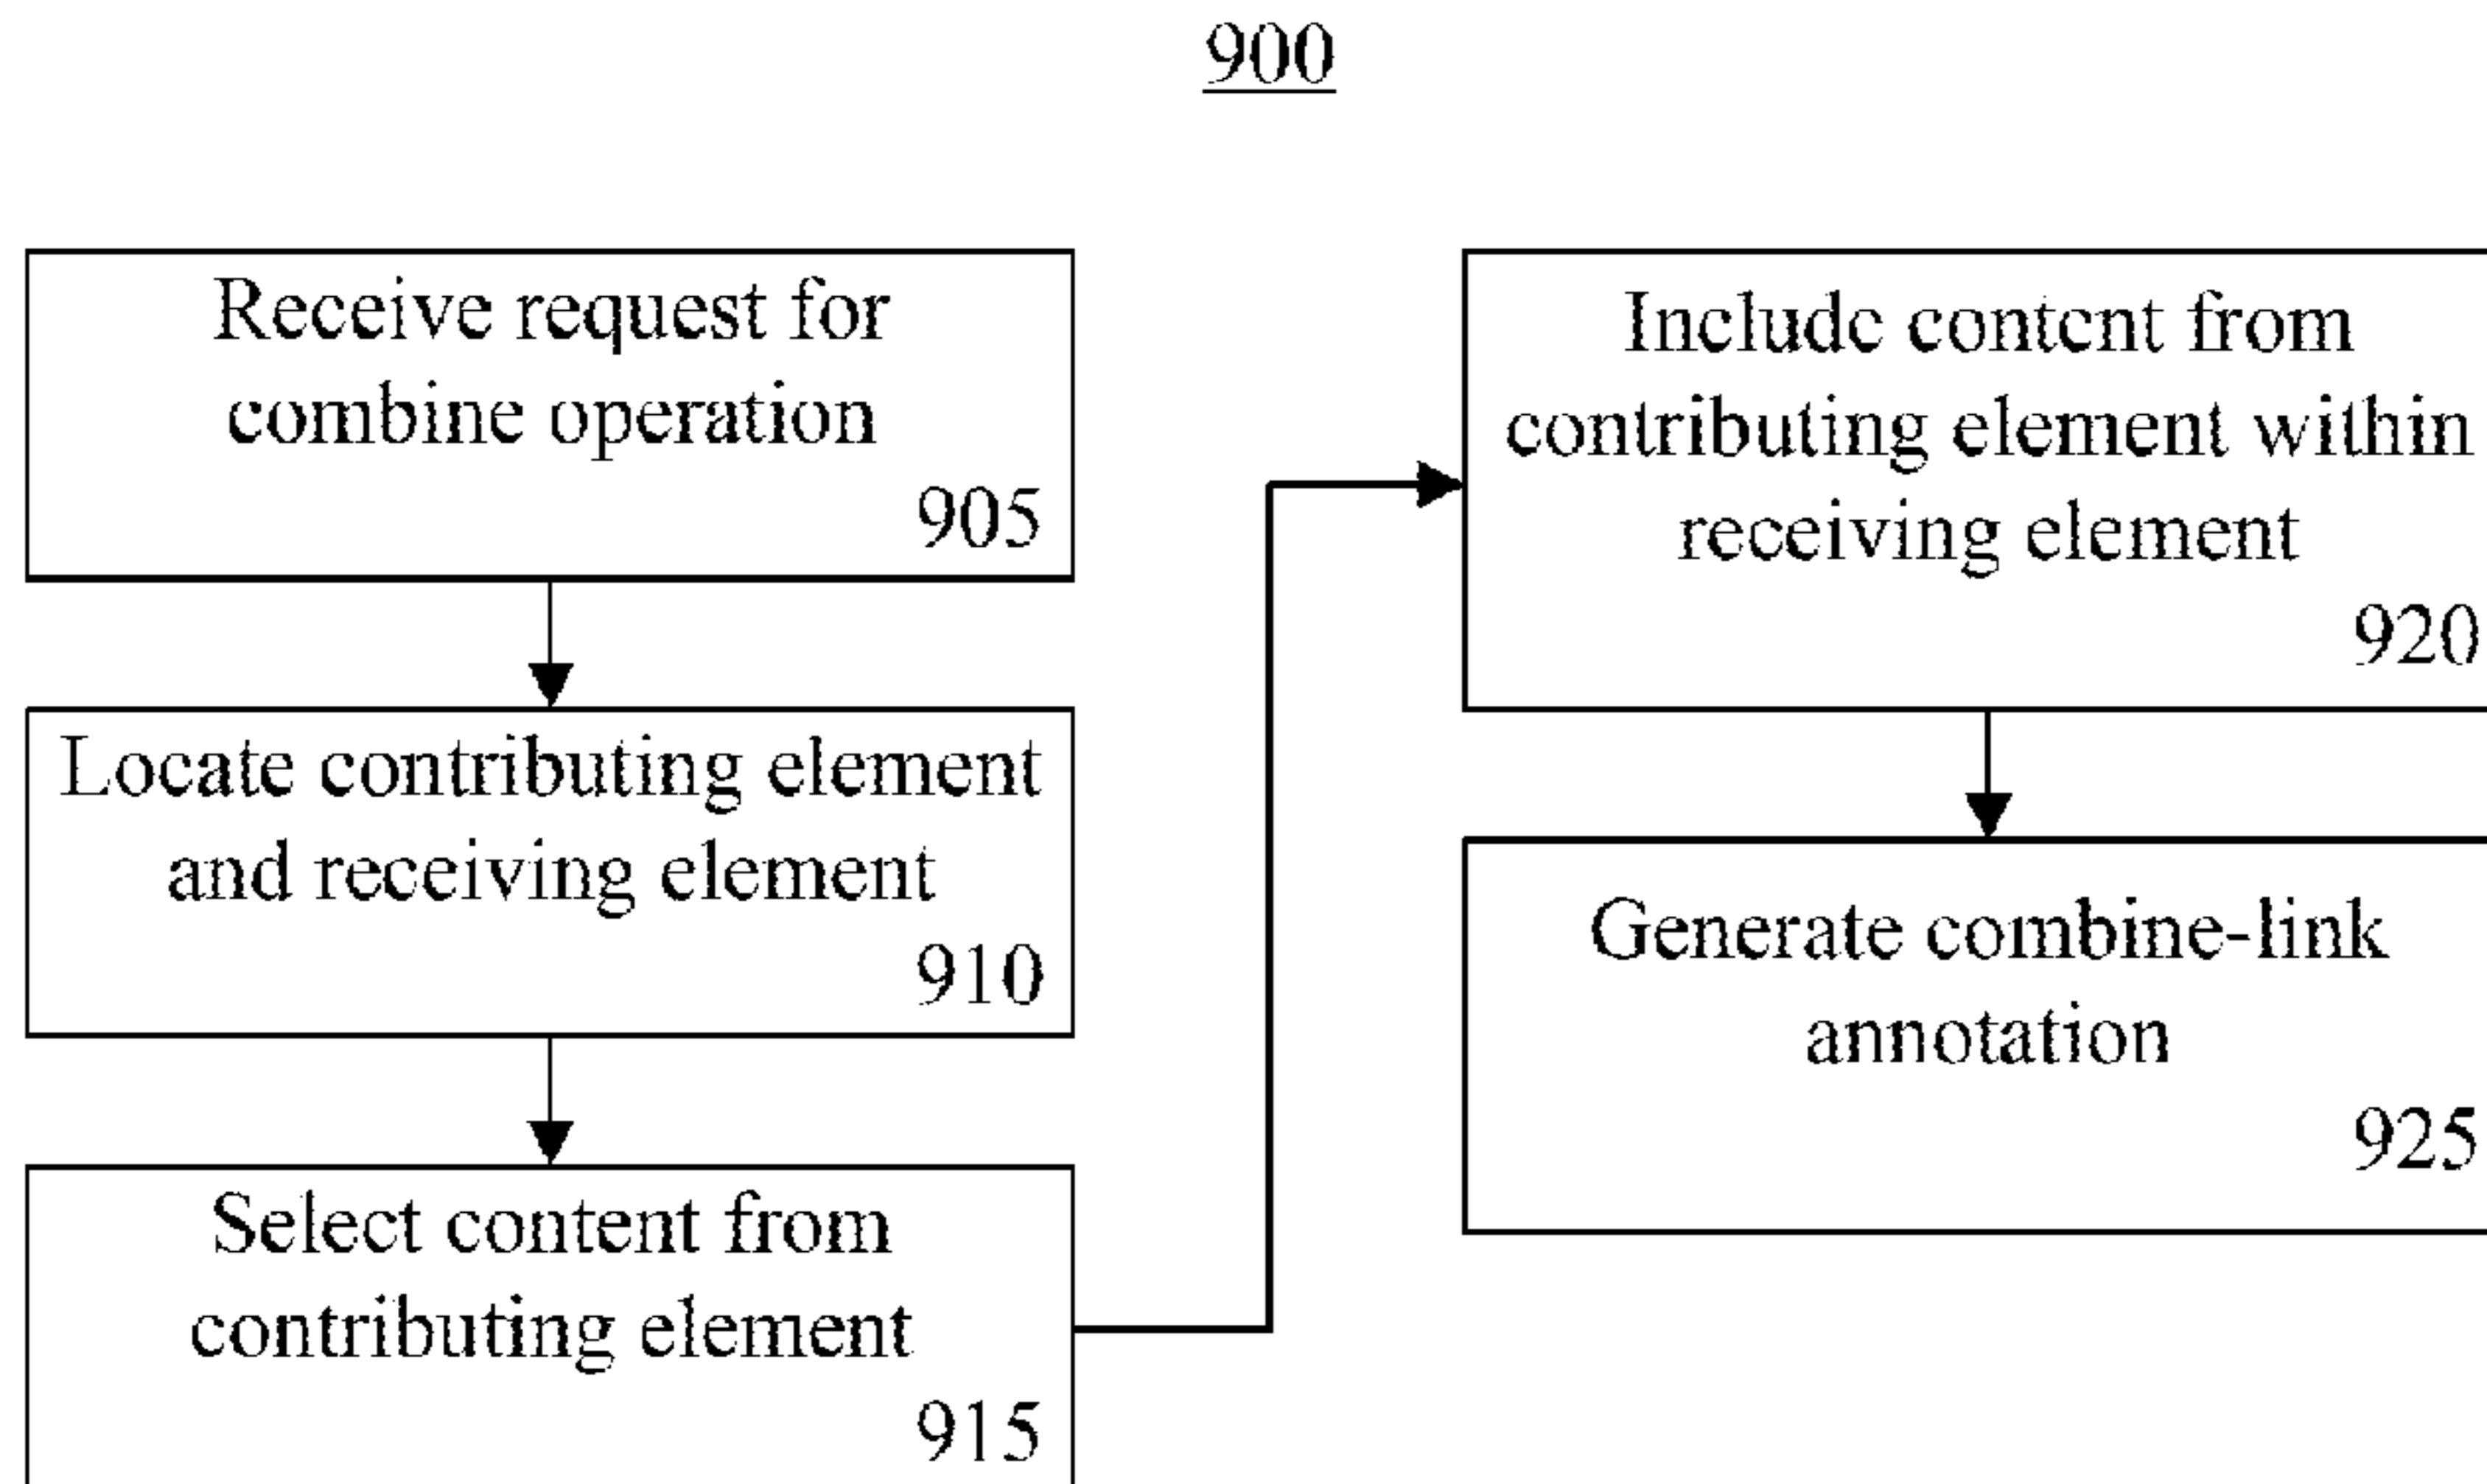 900
Receive request for
combine operation
905
Locate contributing element
and receiving element
910
Select content from
contributing element
915
Include content from
contributing element within
receiving element
920
Generate combine-link
annotation
925